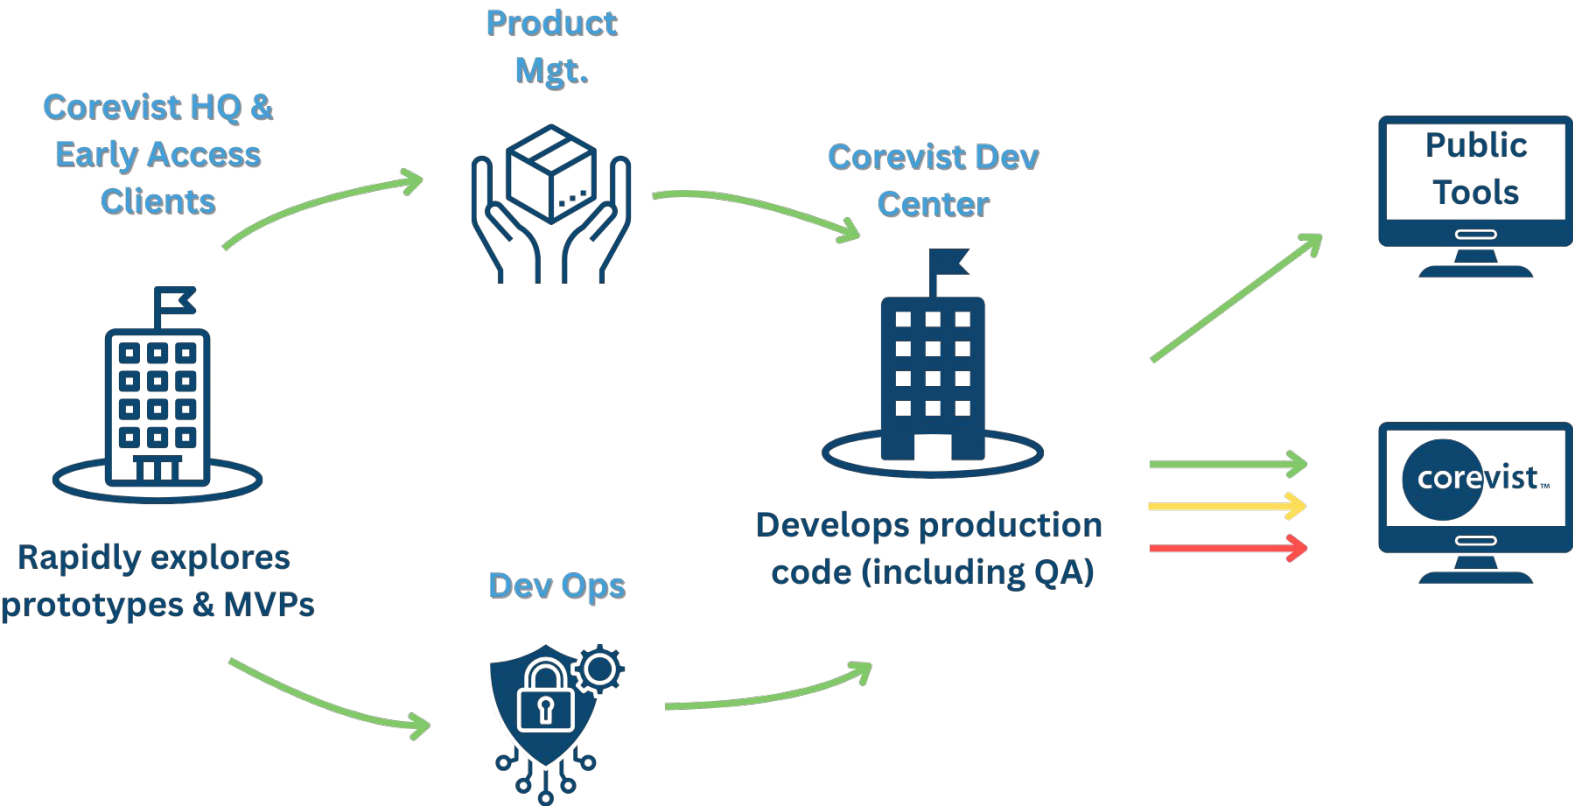 Product
Mgt.
Corevist HQ &
Early Access
Clients
Corevist Dev
Center
Public
Tools
corevist™
Rapidly explores
prototypes & MVPs
Develops production
code (including QA)
Dev Ops